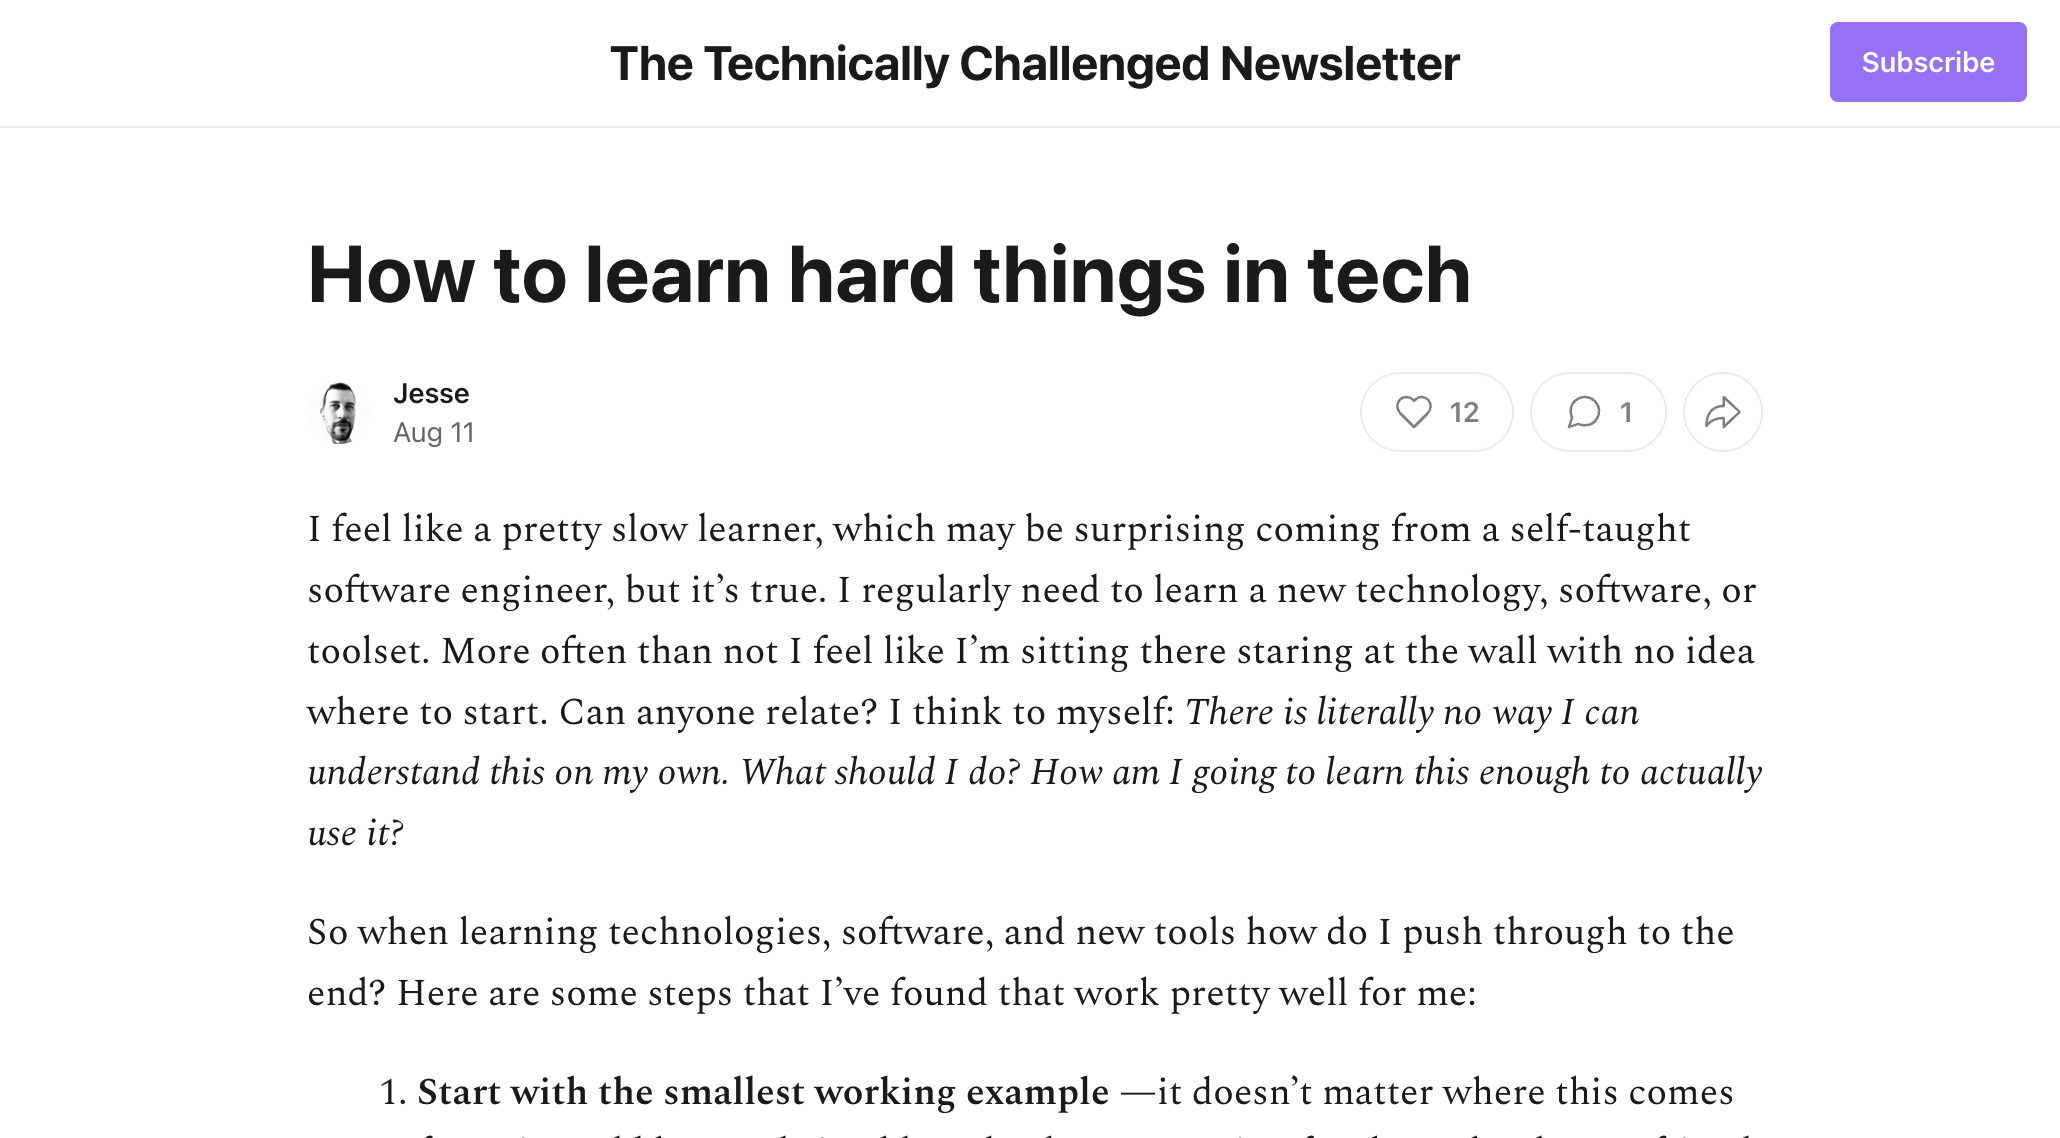 The Technically Challenged Newsletter
Subscribe
How to learn hard things in tech
Jesse
Aug 11
12
1
I feel like a pretty slow learner, which may be surprising coming from a self-taught
software engineer, but it’s true. I regularly need to learn a new technology, software, or
toolset. More often than not I feel like I’m sitting there staring at the wall with no idea
where to start. Can anyone relate? I think to myself: There is literally no way I can
understand this on my own. What should I do? How am I going to learn this enough to actually
use it?
So when learning technologies, software, and new tools how do I push through to the
end? Here are some steps that I’ve found that work pretty well for me:
1. Start with the smallest working example —it doesn’t matter where this comes